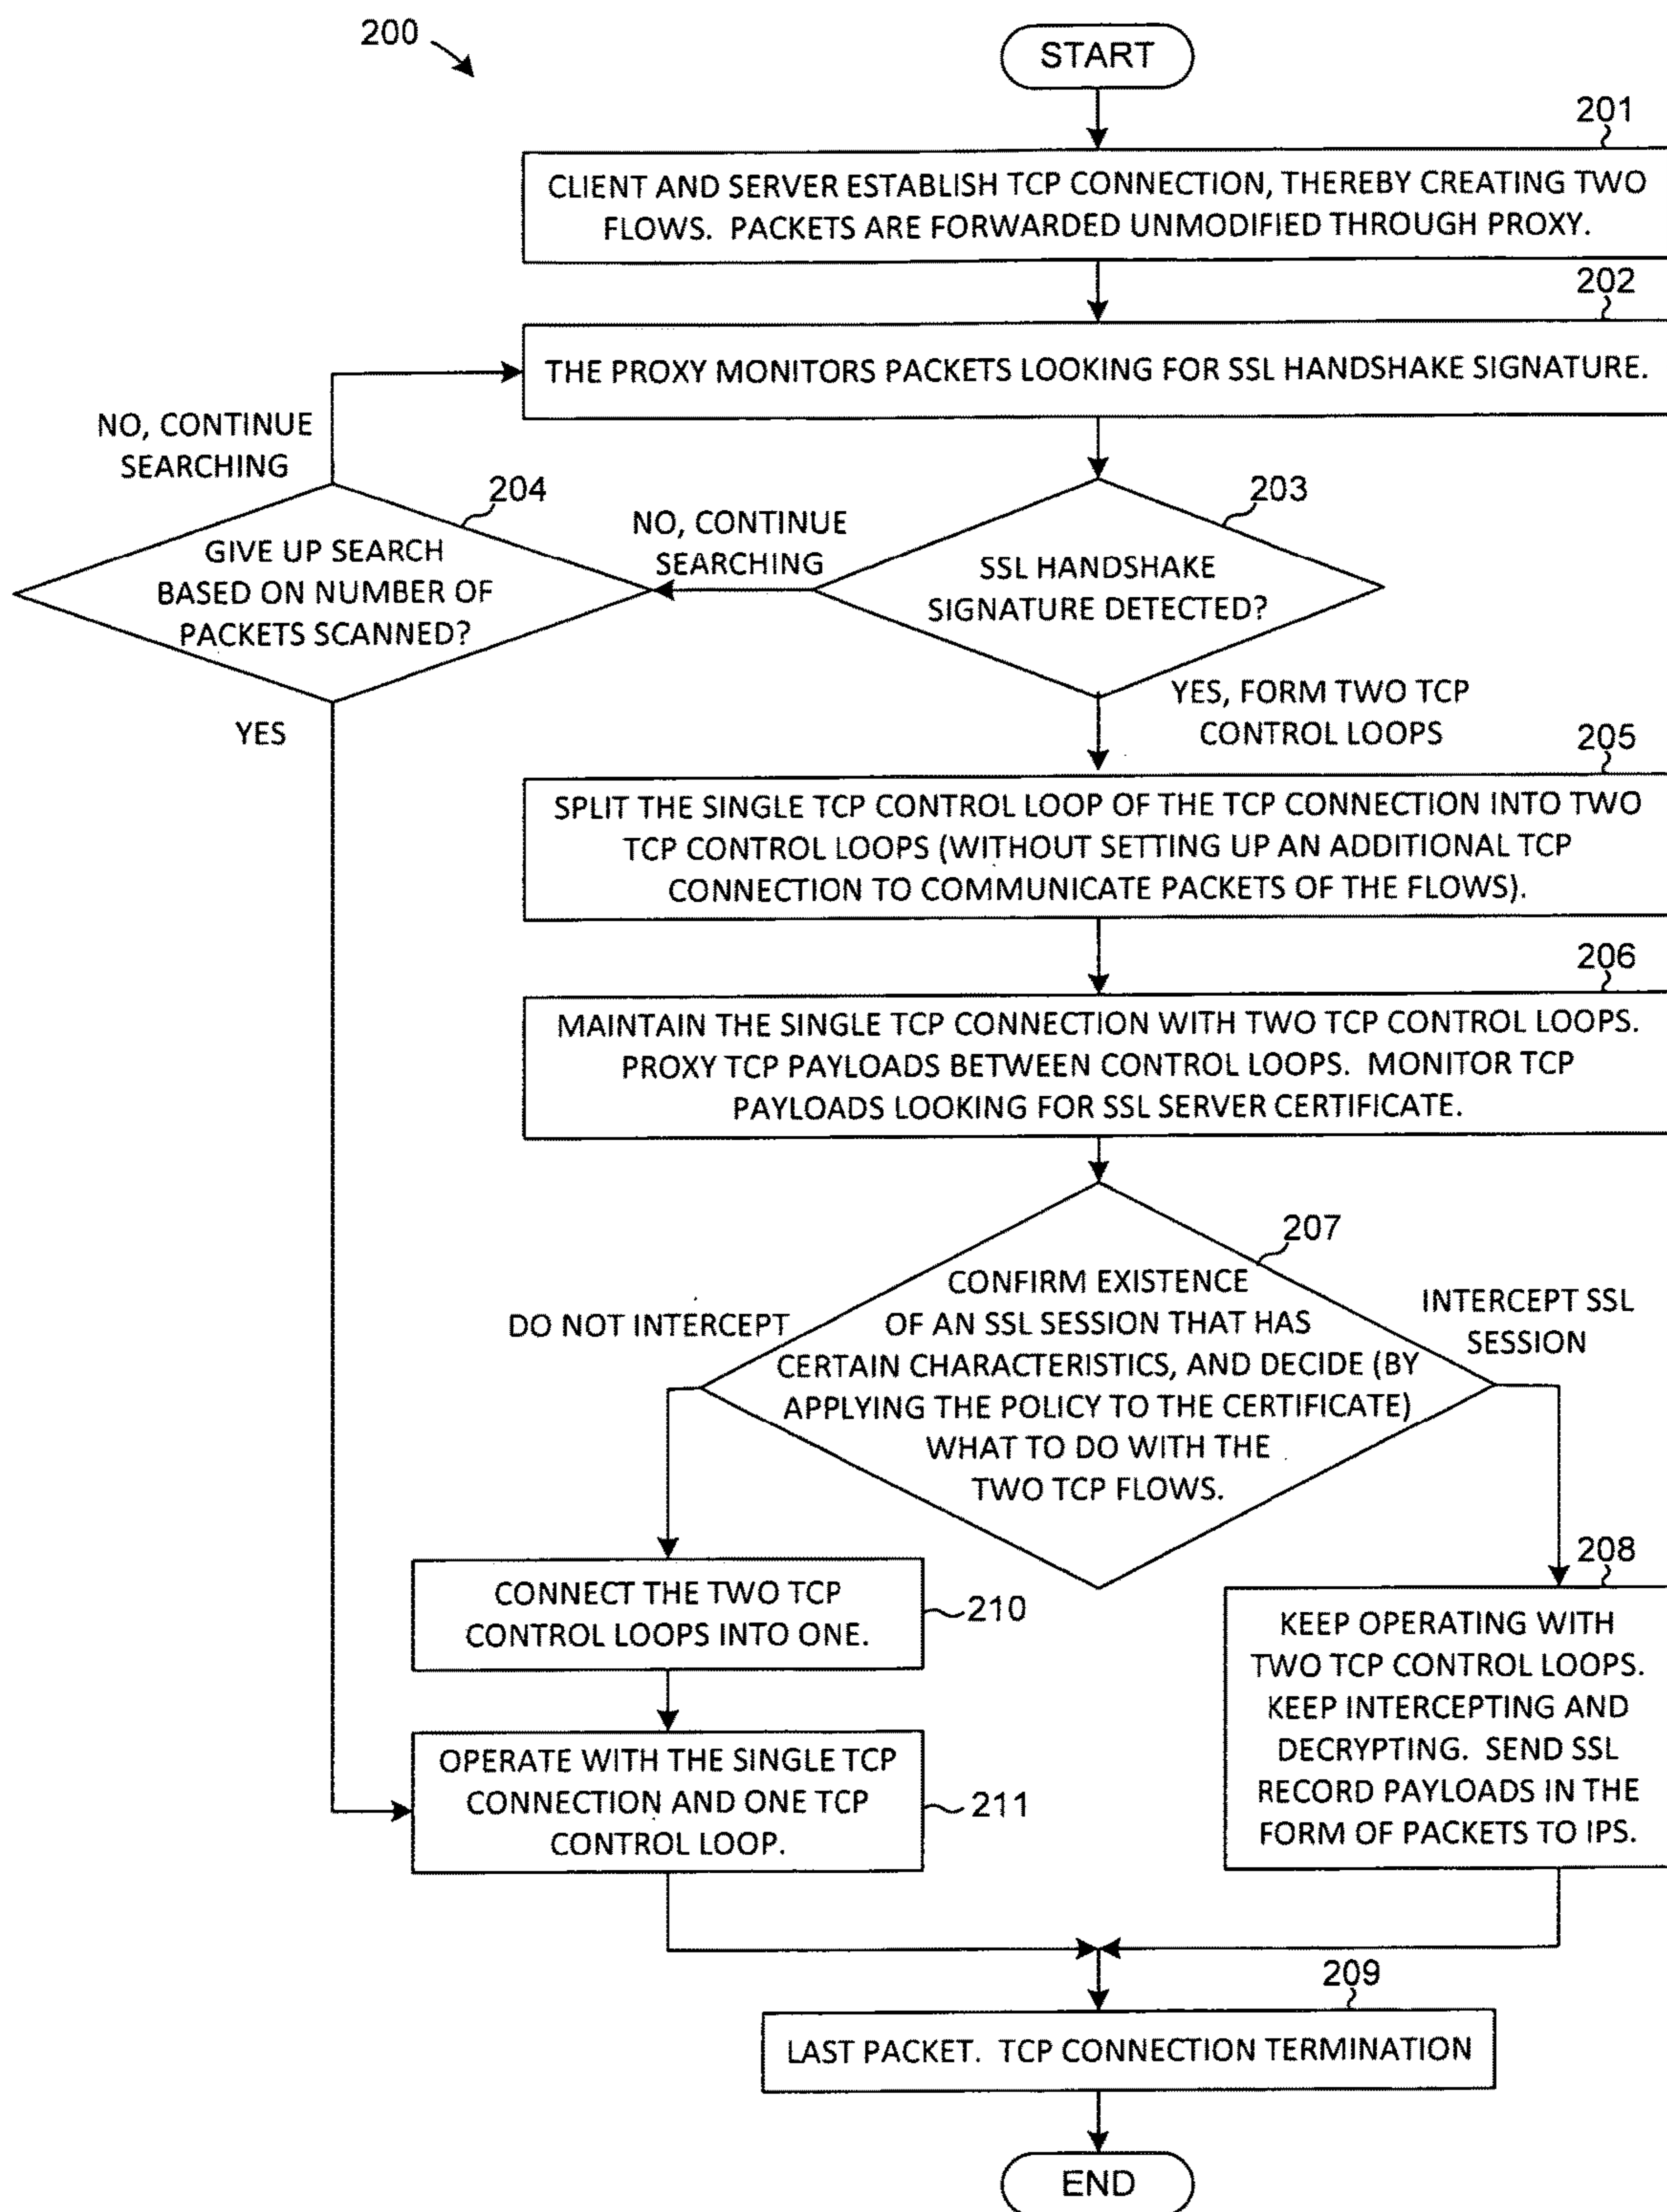 200
START
201
CLIENT AND SERVER ESTABLISH TCP CONNECTION, THEREBY CREATING TWO
FLOWS. PACKETS ARE FORWARDED UNMODIFIED THROUGH PROXY.
202
THE PROXY MONITORS PACKETS LOOKING FOR SSL HANDSHAKE SIGNATURE.
NO, CONTINUE
SEARCHING
204
GIVE UP SEARCH
BASED ON NUMBER OF
PACKETS SCANNED?
NO, CONTINUE
SEARCHING
203
SSL HANDSHAKE
SIGNATURE DETECTED?
YES
YES, FORM TWO TCP
CONTROL LOOPS
205
SPLIT THE SINGLE TCP CONTROL LOOP OF THE TCP CONNECTION INTO TWO
TCP CONTROL LOOPS (WITHOUT SETTING UP AN ADDITIONAL TCP
CONNECTION TO COMMUNICATE PACKETS OF THE FLOWS).
206
MAINTAIN THE SINGLE TCP CONNECTION WITH TWO TCP CONTROL LOOPS.
PROXY TCP PAYLOADS BETWEEN CONTROL LOOPS. MONITOR TCP
PAYLOADS LOOKING FOR SSL SERVER CERTIFICATE.
207
CONFIRM EXISTENCE
OF AN SSL SESSION THAT HAS
CERTAIN CHARACTERISTICS, AND DECIDE (BY
APPLYING THE POLICY TO THE CERTIFICATE)
WHAT TO DO WITH THE
TWO TCP FLOWS.
DO NOT INTERCEPT
INTERCEPT SSL
SESSION
CONNECT THE TWO TCP
CONTROL LOOPS INTO ONE.
210
OPERATE WITH THE SINGLE TCP
CONNECTION AND ONE TCP
CONTROL LOOP.
211
208
KEEP OPERATING WITH
TWO TCP CONTROL LOOPS.
KEEP INTERCEPTING AND
DECRYPTING. SEND SSL
RECORD PAYLOADS IN THE
FORM OF PACKETS TO IPS.
209
LAST PACKET. TCP CONNECTION TERMINATION
END